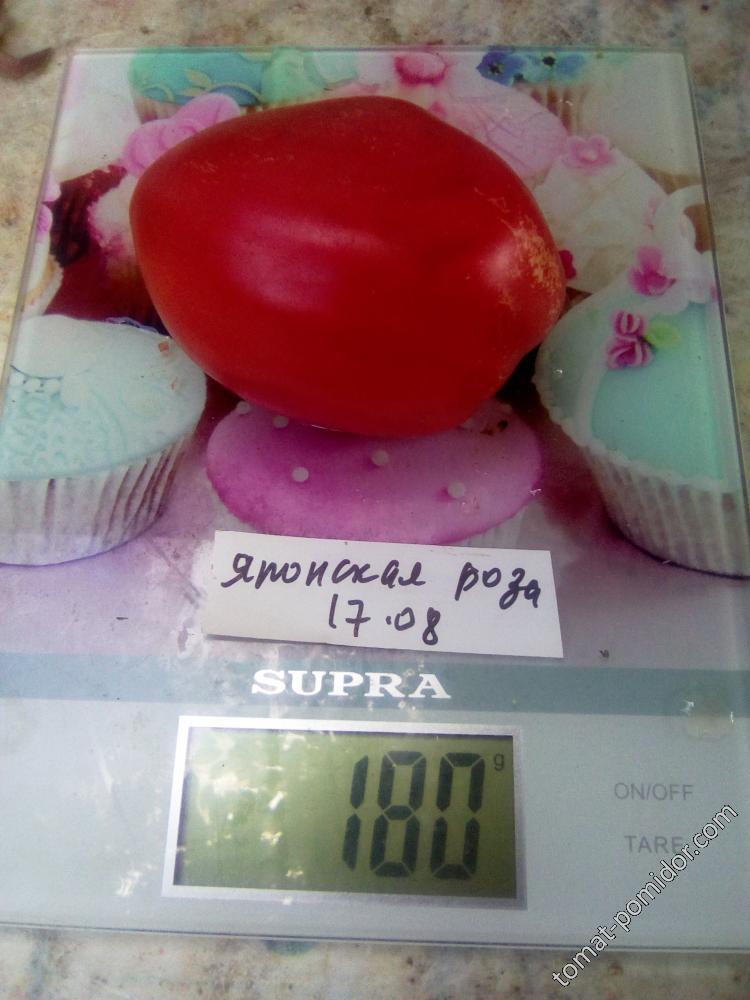 Японская роза
17.08
SUPRA
180 g
ON/OFF
TARE
tomat-pomidor.com